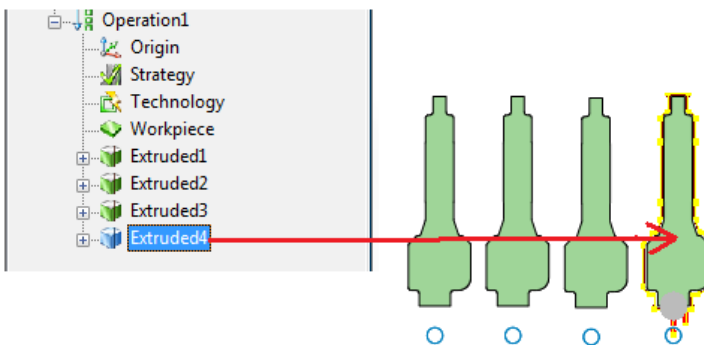 Operation1
Origin
Strategy
Technology
Workpiece
Extruded1
Extruded2
Extruded3
Extruded4